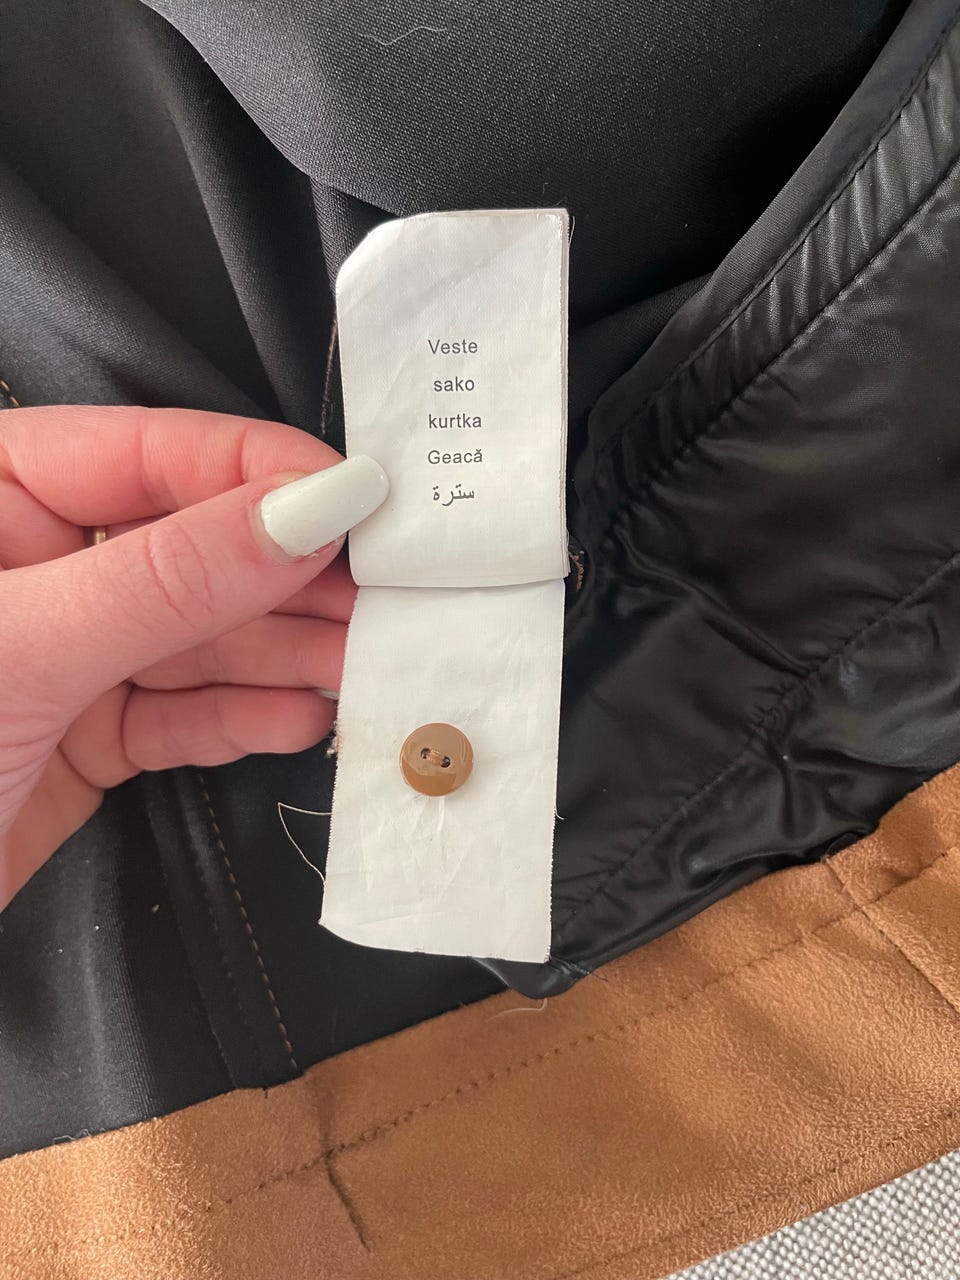 Veste
sako
kurtka
Geacă
سترة